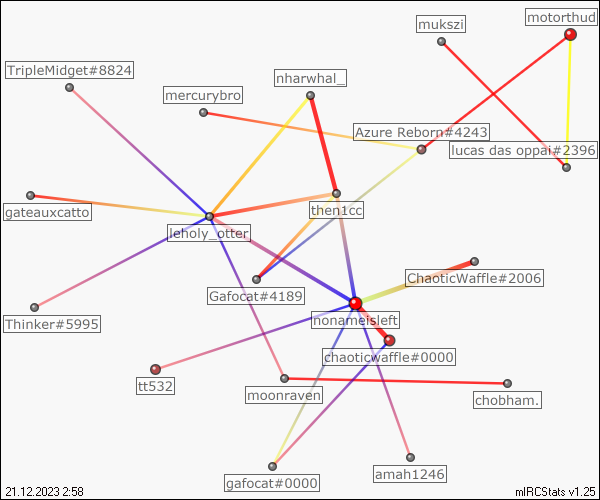 motorthud
mukszi
TripleMidget#8824
nharwhal_
mercurybro
Azure Reborn#4243
lucas das oppai#2396
gateauxcatto
then1cc
leholy_otter
ChaoticWaffle#2006
Gafocat#4189
Thinker#5995
nonameisleft
chaoticwaffle#0000
tt532
moonraven
chobham.
amah1246
gafocat#0000
21.12.2023 2:58
mIRCStats v1.25